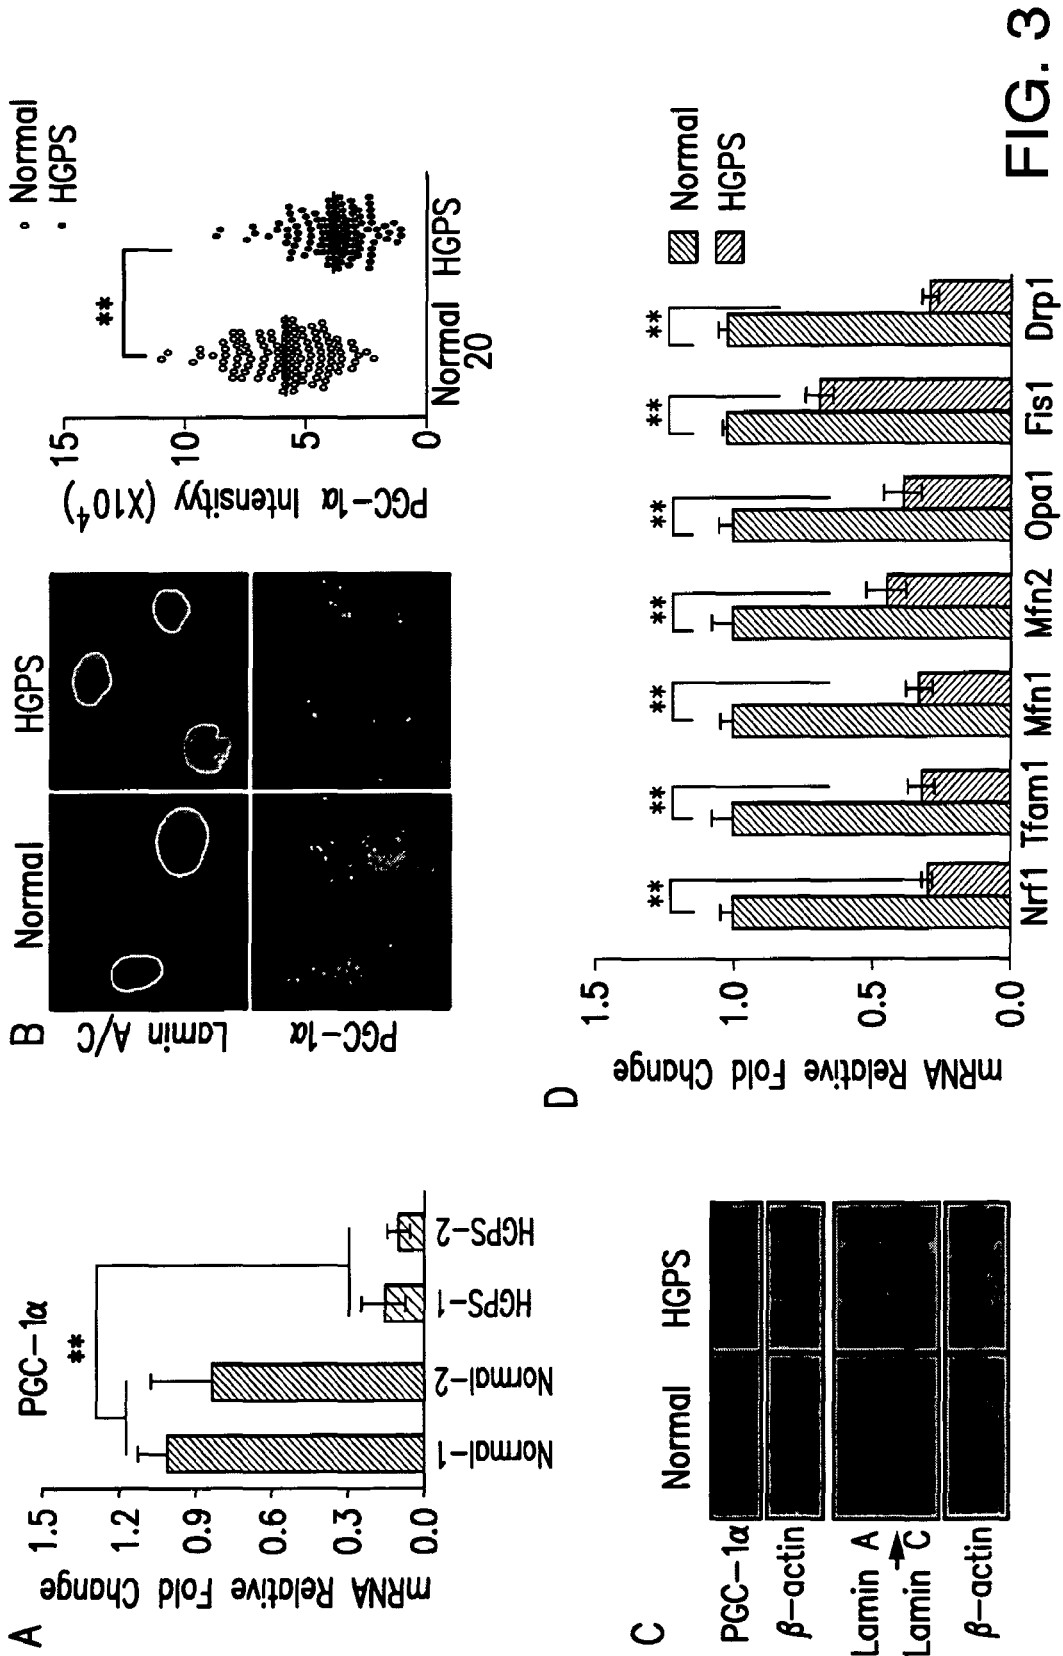 A
PGC-1α
**
mRNA Relative Fold Change
1.5
1.2
0.9
0.6
0.3
0.0
Normal-1
Normal-2
HGPS-1
HGPS-2
B
Normal
HGPS
Lamin A/C
PGC-1α
Normal
HGPS
**
PGC-1α Intensityy (X10⁴)
15
10
5
0
Normal
20
HGPS
C
Normal
HGPS
PGC-1α
β-actin
Lamin A
Lamin C
β-actin
D
Normal
HGPS
mRNA Relative Fold Change
1.5
1.0
0.5
0.0
** ** ** ** ** ** **
Nrf1 Tfam1 Mfn1 Mfn2 Opa1 Fis1 Drp1
FIG. 3